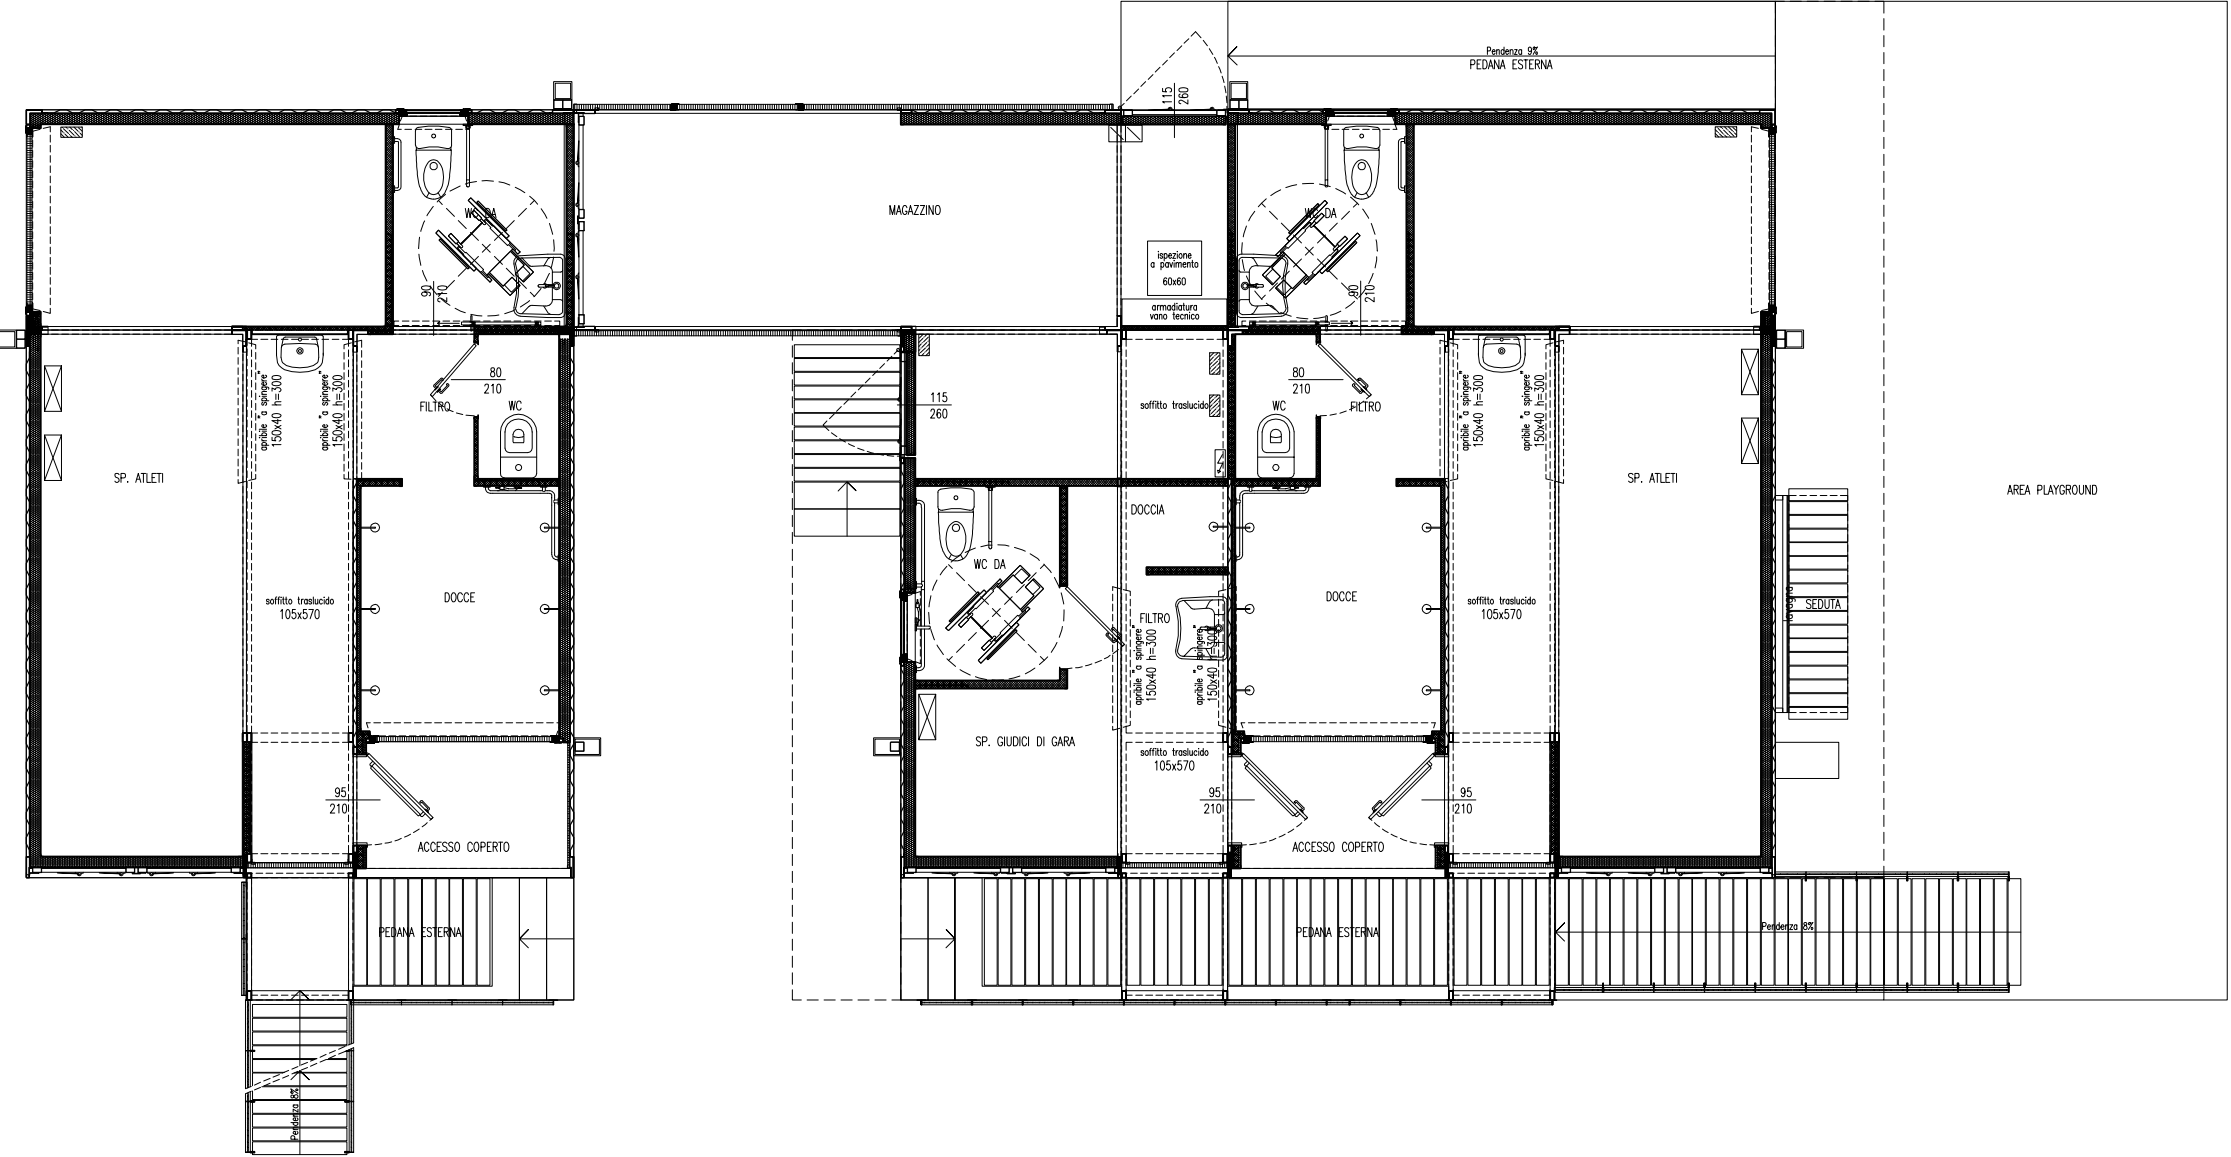 Pendenza 9%
PEDANA ESTERNA
115
260
WC DA
MAGAZZINO
WC DA
ispezione
a pavimento
60x60
90
210
90
210
armadiatura
vano tecnico
80
210
FILTRO
WC
apribile "a spingere"
150x40 h=300
apribile "a spingere"
150x40 h=300
115
260
soffitto traslucido
80
210
WC
FILTRO
apribile "a spingere"
150x40 h=300
apribile "a spingere"
150x40 h=300
SP. ATLETI
SP. ATLETI
AREA PLAYGROUND
DOCCIA
WC DA
soffitto traslucido
105x570
DOCCE
DOCCE
soffitto traslucido
105x570
SEDUTA
FILTRO
apribile "a spingere"
150x40 h=300
apribile "a spingere"
150x40 h=300
SP. GIUDICI DI GARA
soffitto traslucido
105x570
95
210
95
210
95
210
ACCESSO COPERTO
ACCESSO COPERTO
PEDANA ESTERNA
PEDANA ESTERNA
Pendenza 8%
Pendenza 8%